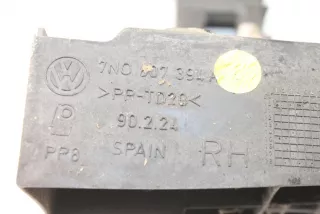 7N0 807 394 A
>PP-TD20<
90.2.24
PP8 SPAIN RH